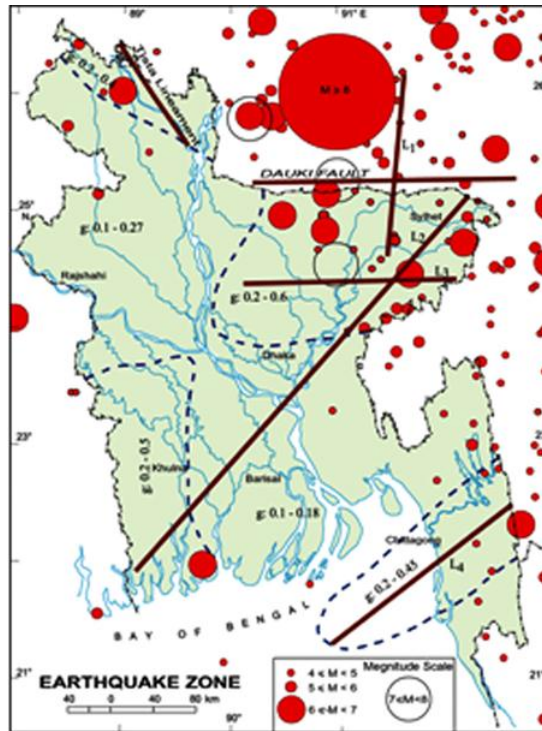 89°
91° E
Tista Lineament
M ≥ 8
26
L1
DAUKI FAULT
25°
N
Sylhet
g: 0.1 - 0.27
L2
Rajshahi
L3
g: 0.2 - 0.6
Dhaka
23°
g: 0.2 - 0.5
Khulna
Barisal
g: 0.1 - 0.18
Chittagong
g: 0.2 - 0.45
L4
BAY OF BENGAL
21°
21°
EARTHQUAKE ZONE
40 0 40 80 km
90°
Megnitude Scale
4 ≤ M < 5
5 ≤ M < 6
6 ≤ M < 7
7≤M<8